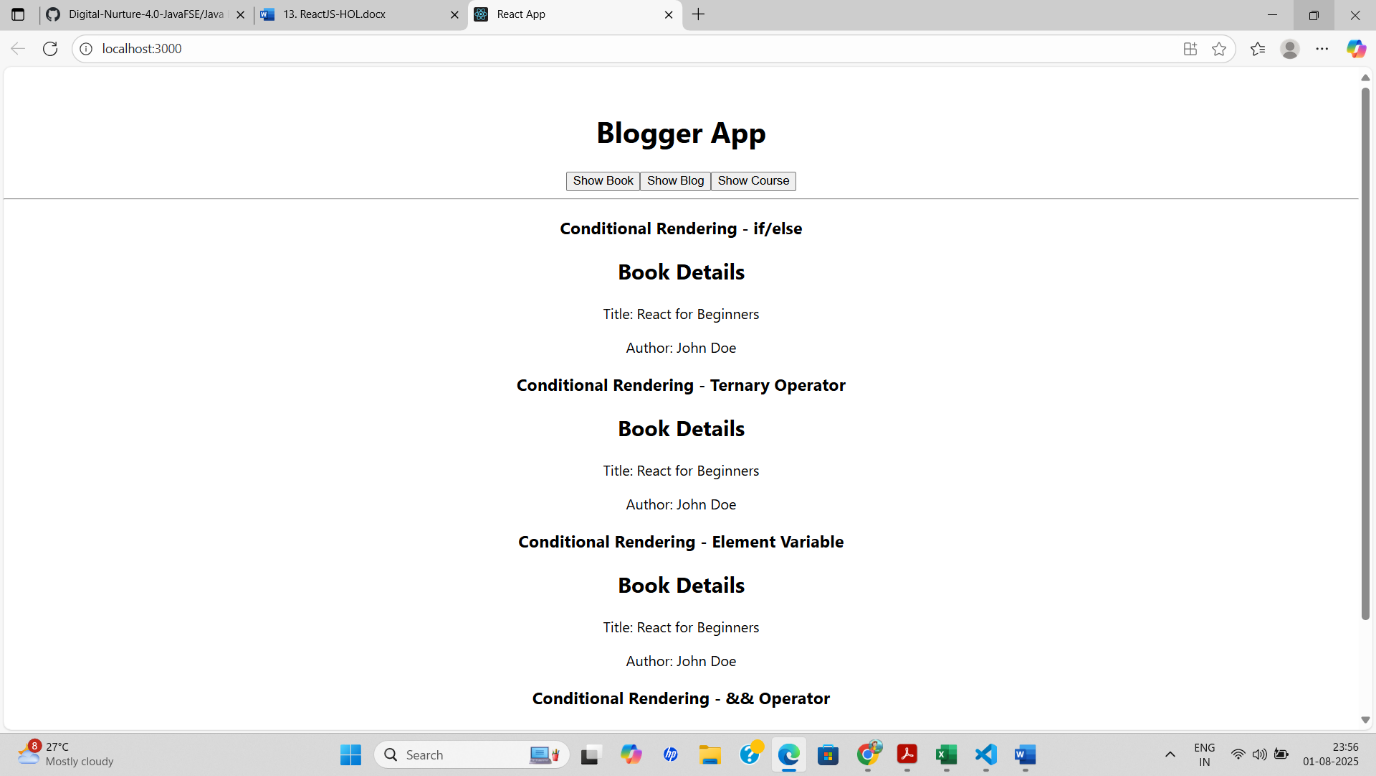 Digital-Nurture-4.0-JavaFSE/Java
13. ReactJS-HOL.docx
React App
localhost:3000
Blogger App
Show Book Show Blog Show Course
Conditional Rendering - if/else
Book Details
Title: React for Beginners
Author: John Doe
Conditional Rendering - Ternary Operator
Book Details
Title: React for Beginners
Author: John Doe
Conditional Rendering - Element Variable
Book Details
Title: React for Beginners
Author: John Doe
Conditional Rendering - && Operator
8
27°C
Mostly cloudy
Search
hp
ENG
IN
23:56
01-08-2025